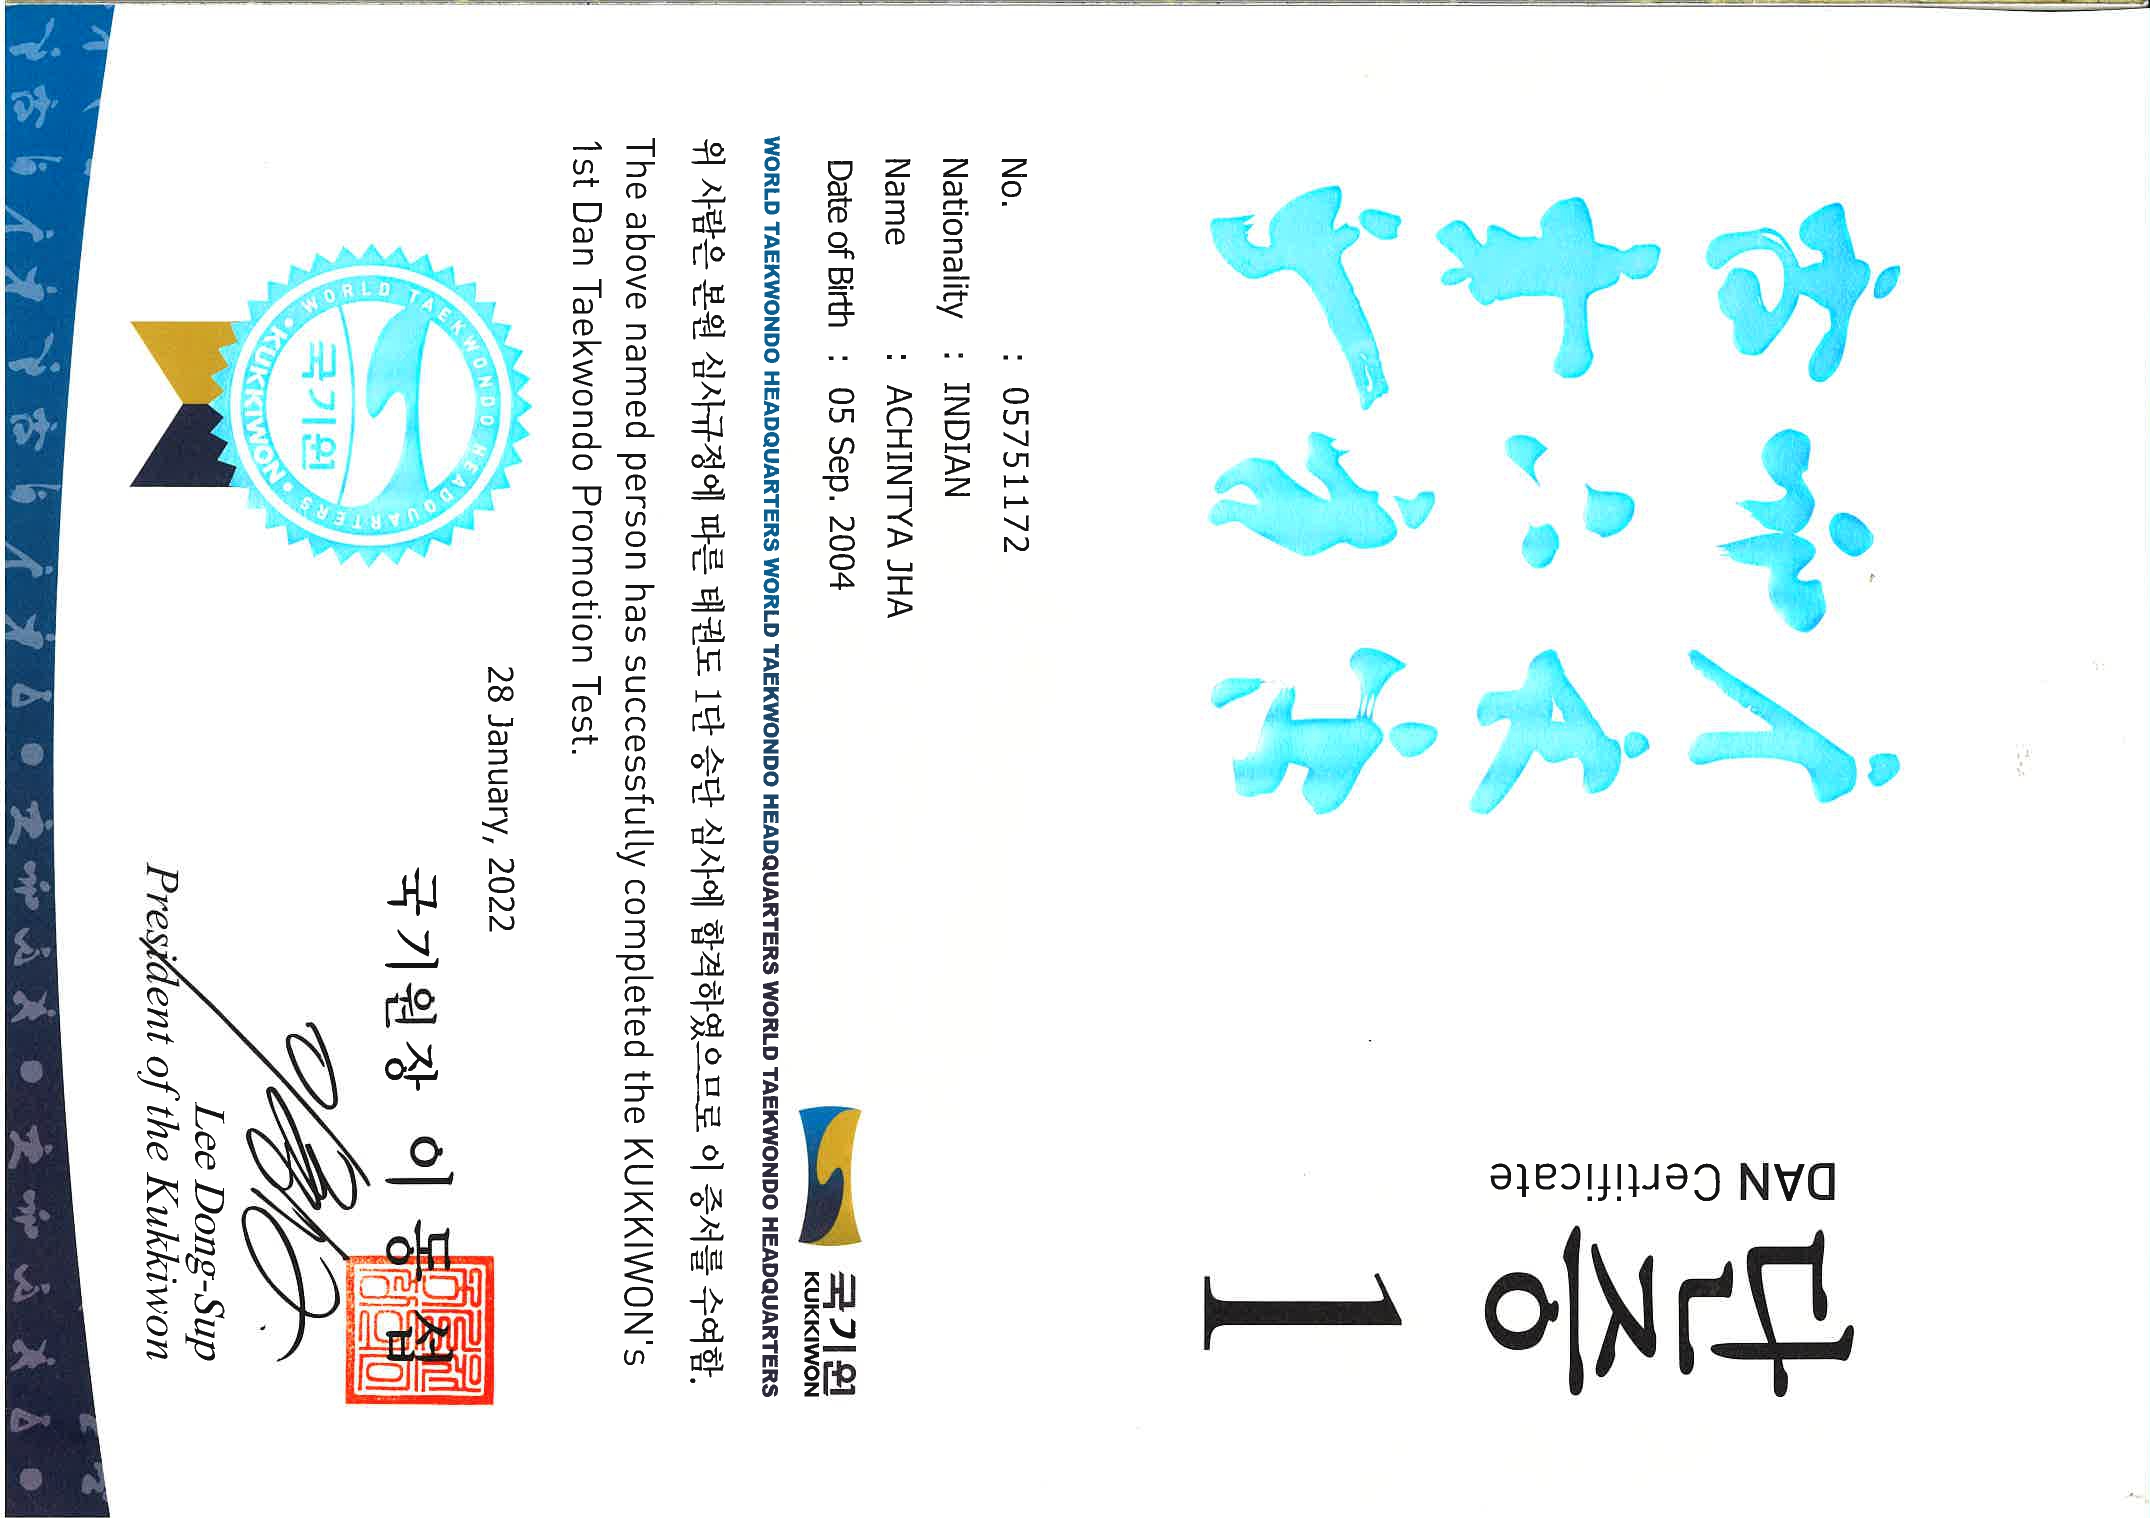 단증 1
DAN Certificate
No. : 05751172
Nationality : INDIAN
Name : ACHINTYA JHA
Date of Birth : 05 Sep. 2004
국기원
KUKKIWON
WORLD TAEKWONDO HEADQUARTERS WORLD TAEKWONDO HEADQUARTERS WORLD TAEKWONDO HEADQUARTERS
위 사람은 본원 심사규정에 따른 태권도 1단 승단 심사에 합격하였으므로 이 증서를 수여함.
The above named person has successfully completed the KUKKIWON's
1st Dan Taekwondo Promotion Test.
28 January, 2022
WORLD TAEKWONDO HEADQUARTERS
국기원
KUKKIWON
국기원장 이동섭
Lee Dong-Sup
President of the Kukkiwon